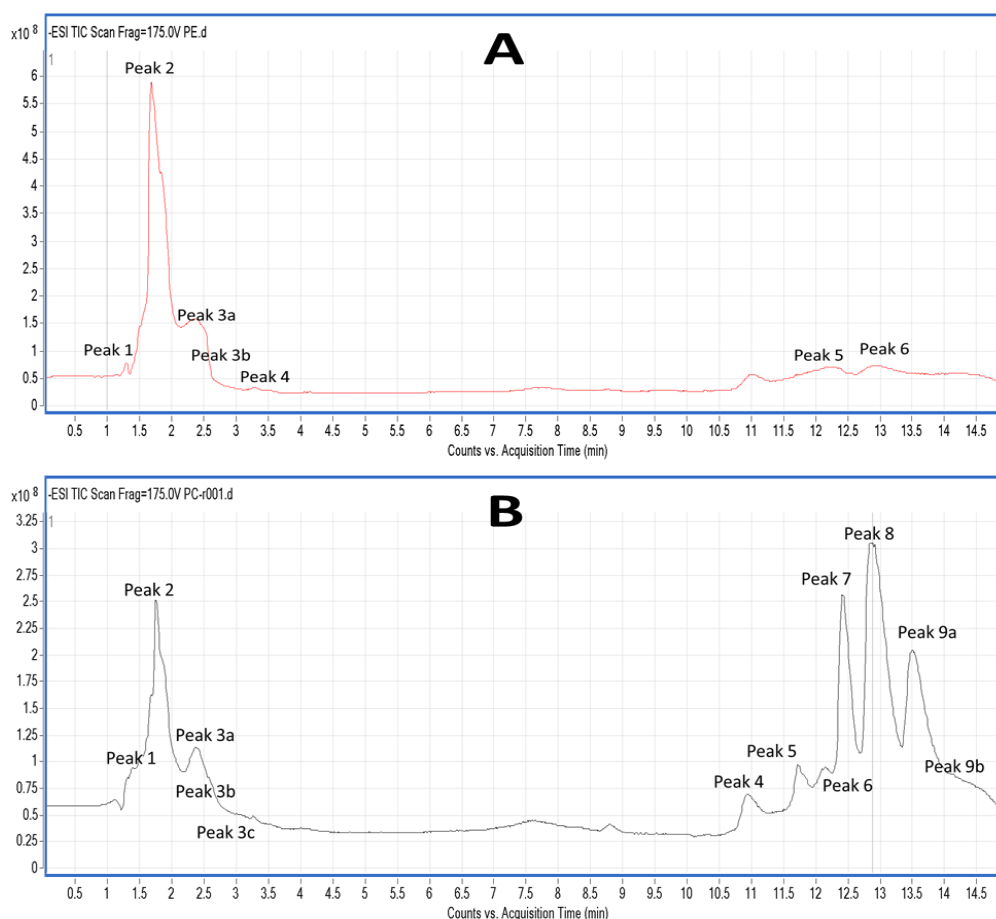 x10 8 -ESI TIC Scan Frag=175.0V PE.d
A
1
Peak 2
6
5.5
5
4.5
4
3.5
3
2.5
2
1.5
1
0.5
0
Peak 3a
Peak 1
Peak 3b
Peak 4
Peak 5
Peak 6
0.5 1 1.5 2 2.5 3 3.5 4 4.5 5 5.5 6 6.5 7 7.5 8 8.5 9 9.5 10 10.5 11 11.5 12 12.5 13 13.5 14 14.5
Counts vs. Acquisition Time (min)
x10 8 -ESI TIC Scan Frag=175.0V PC-r001.d
B
1
3.25
3
2.75
2.5
2.25
2
1.75
1.5
1.25
1
0.75
0.5
0.25
0
Peak 8
Peak 7
Peak 2
Peak 9a
Peak 3a
Peak 5
Peak 1
Peak 9b
Peak 4
Peak 6
Peak 3b
Peak 3c
0.5 1 1.5 2 2.5 3 3.5 4 4.5 5 5.5 6 6.5 7 7.5 8 8.5 9 9.5 10 10.5 11 11.5 12 12.5 13 13.5 14 14.5
Counts vs. Acquisition Time (min)